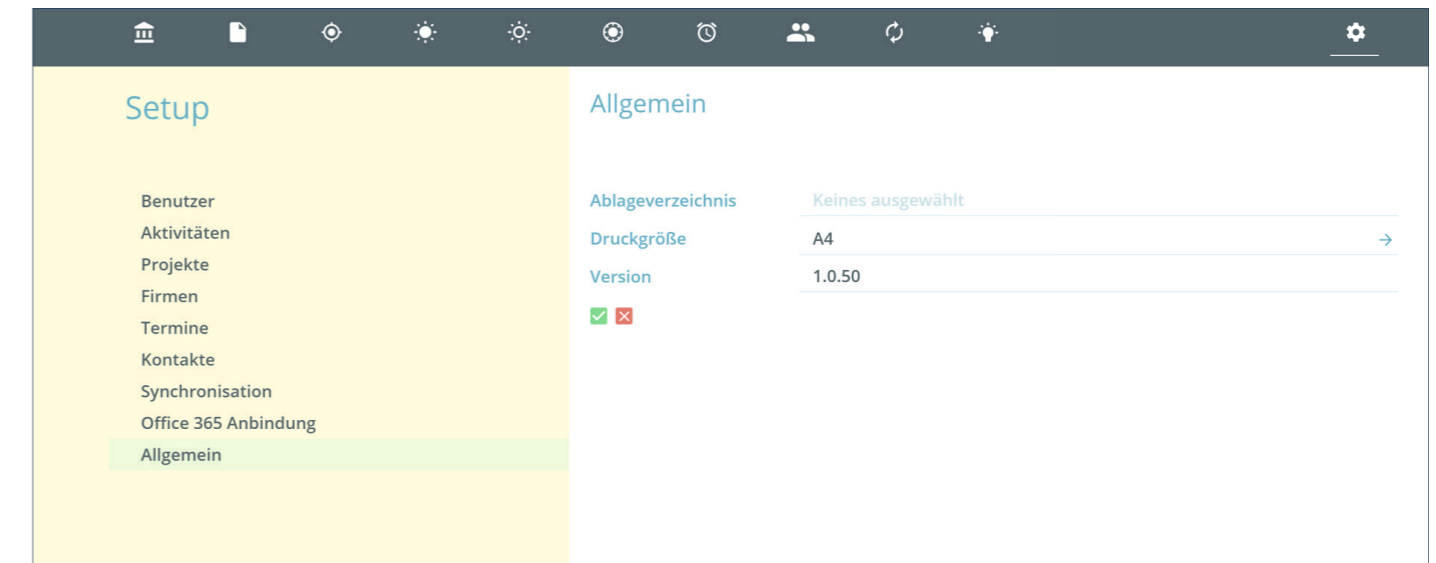 Setup
Benutzer
Aktivitäten
Projekte
Firmen
Termine
Kontakte
Synchronisation
Office 365 Anbindung
Allgemein
Allgemein
Ablageverzeichnis Keines ausgewählt
Druckgröße A4
Version 1.0.50